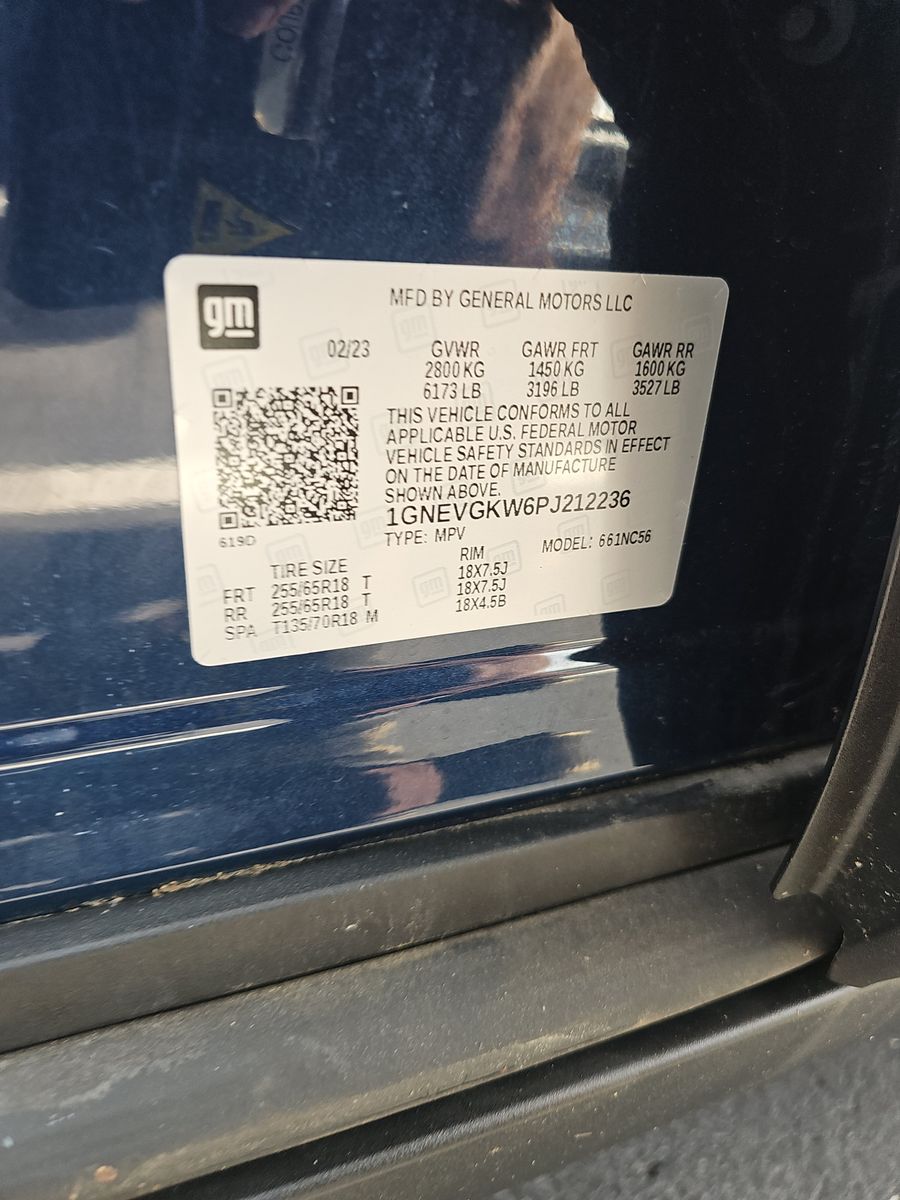 gm
MFD BY GENERAL MOTORS LLC
02/23
GVWR GAWR FRT GAWR RR
2800 KG 1450 KG 1600 KG
6173 LB 3196 LB 3527 LB
THIS VEHICLE CONFORMS TO ALL
APPLICABLE U.S. FEDERAL MOTOR
VEHICLE SAFETY STANDARDS IN EFFECT
ON THE DATE OF MANUFACTURE
SHOWN ABOVE.
1GNEVGKW6PJ212236
619D
TYPE: MPV MODEL: 661NC56
TIRE SIZE RIM
FRT 255/65R18 T 18X7.5J
RR 255/65R18 T 18X7.5J
SPA T135/70R18 M 18X4.5B